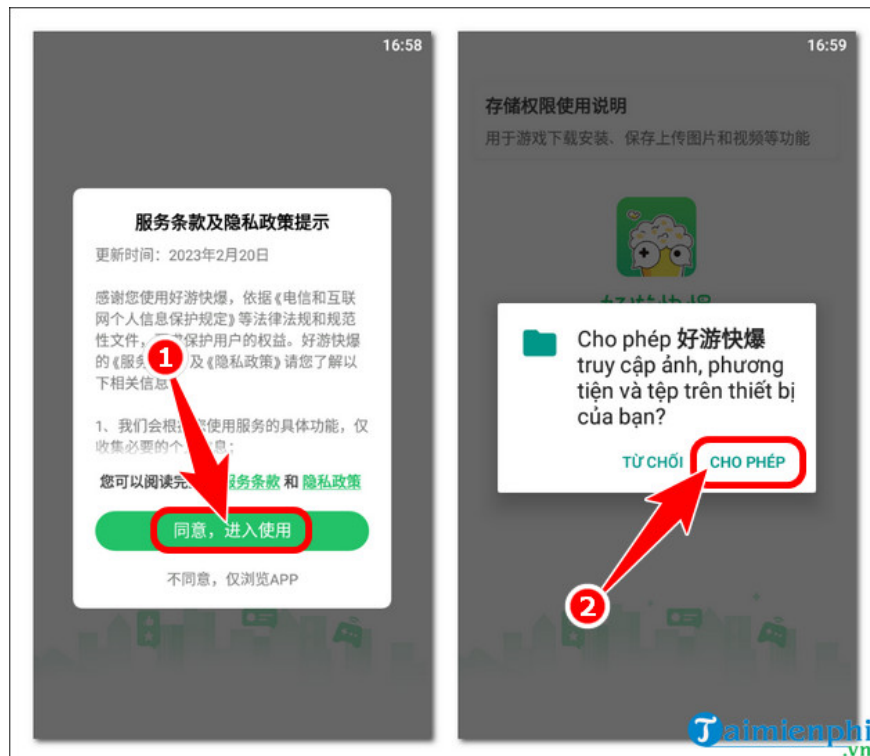 16:58
服务条款及隐私政策提示
更新时间：2023年2月20日
感谢您使用好游快爆，依据《电信和互联
网个人信息保护规定》等法律法规和规范
性文件，保护用户的权益。好游快爆
的《服务 及《隐私政策》请您了解以
下相关信息
1、我们会根 使用服务的具体功能，仅
收集必要的个 息：
您可以阅读完 服务条款 和 隐私政策
同意，进入使用
不同意，仅浏览APP
1
16:59
存储权限使用说明
用于游戏下载安装、保存上传图片和视频等功能
Cho phép 好游快爆
truy cập ảnh, phương
tiện và tệp trên thiết bị
của bạn?
TỪ CHỐI CHO PHÉP
2
Taimienphi
.vn